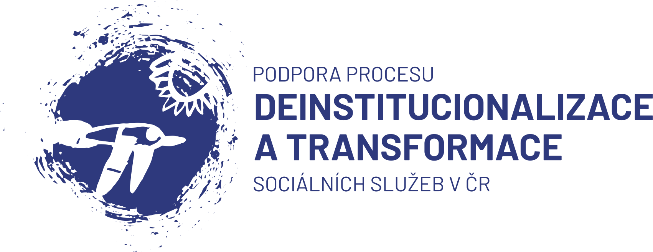 PODPORA PROCESU
DEINSTITUCIONALIZACE
A TRANSFORMACE
SOCIÁLNÍCH SLUŽEB V ČR